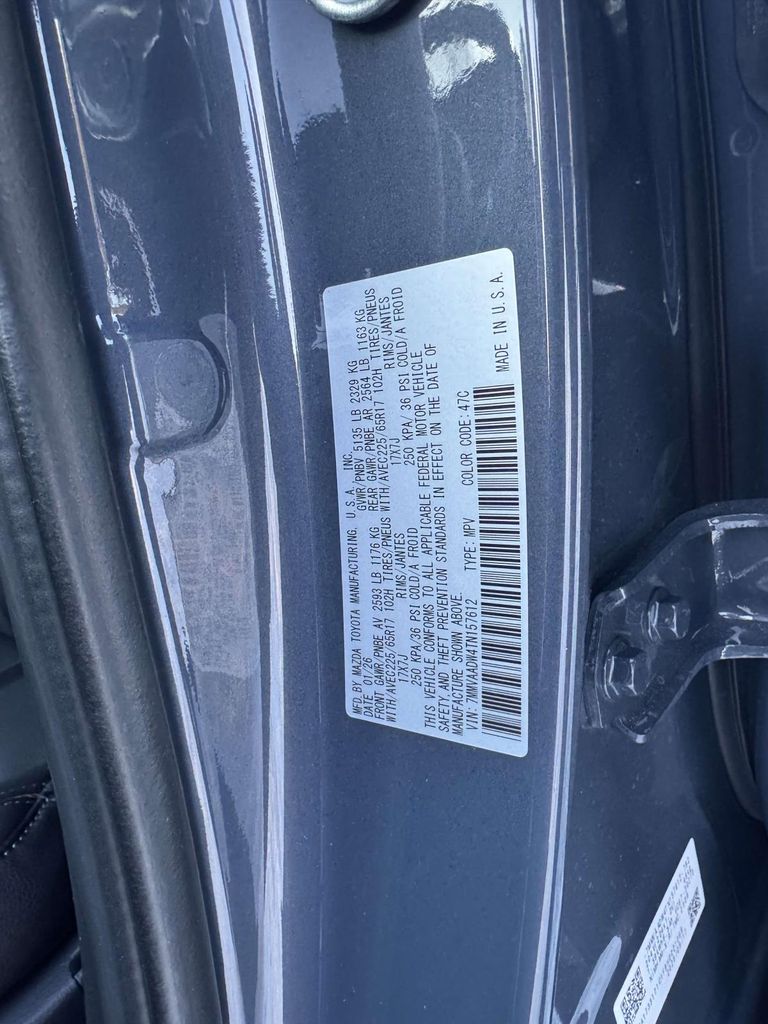 MFD. BY MAZDA TOYOTA MANUFACTURING, U.S.A., INC.
DATE 01/26 GVWR/PNBV 5135 LB 2329 KG
FRONT GAWR/PNBE AV 2593 LB 1176 KG REAR GAWR/PNBE AR 2564 LB 1163 KG
WITH/AVEC225/65R17 102H TIRES/PNEUS WITH/AVEC225/65R17 102H TIRES/PNEUS
17X7J RIMS/JANTES 17X7J RIMS/JANTES
250 KPA/36 PSI COLD/A FROID 250 KPA/ 36 PSI COLD/A FROID
THIS VEHICLE CONFORMS TO ALL APPLICABLE FEDERAL MOTOR VEHICLE
SAFETY AND THEFT PREVENTION STANDARDS IN EFFECT ON THE DATE OF
MANUFACTURE SHOWN ABOVE.
VIN: 7MMVAADW4TN157612 TYPE: MPV COLOR CODE: 47C
MADE IN U.S.A.